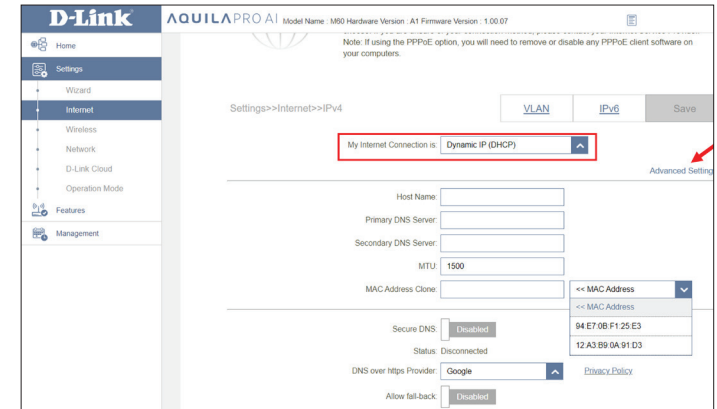 D-Link
AQUILA PRO AI Model Name : M60 Hardware Version : A1 Firmware Version : 1.00.07
Note: If using the PPPoE option, you will need to remove or disable any PPPoE client software on
your computers.
Home
Settings
Wizard
Internet
Wireless
Network
D-Link Cloud
Operation Mode
Features
Management
Settings>>Internet>>IPv4
VLAN
IPv6
Save
My Internet Connection is: Dynamic IP (DHCP)
Advanced Setting
Host Name:
Primary DNS Server:
Secondary DNS Server:
MTU: 1500
MAC Address Clone: << MAC Address
<< MAC Address
94:E7:0B:F1:25:E3
12:A3:B9:0A:91:D3
Secure DNS: Disabled
Status: Disconnected
DNS over https Provider: Google Privacy Policy
Allow fall-back: Disabled